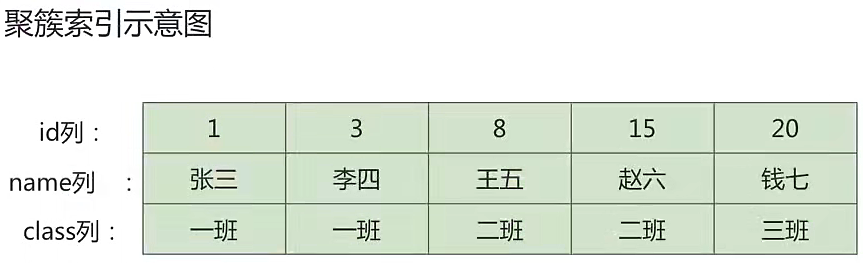 聚簇索引示意图
id列： 1 3 8 15 20
name列 ： 张三 李四 王五 赵六 钱七
class列： 一班 一班 二班 二班 三班